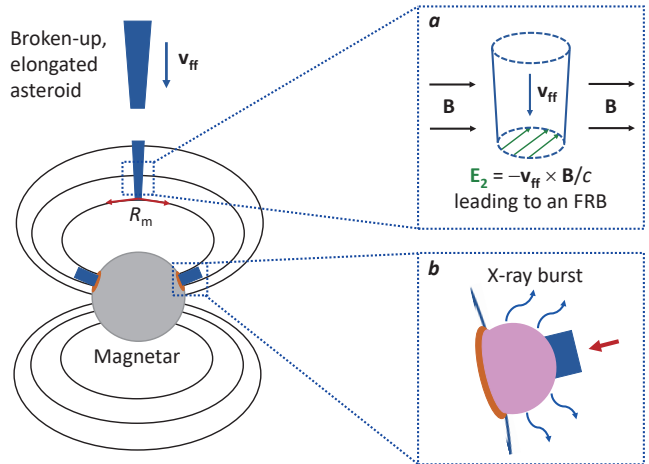 Broken-up,
elongated
asteroid
v_ff
R_m
Magnetar
a
B
v_ff
B
E_2 = −v_ff × B/c
leading to an FRB
b
X-ray burst